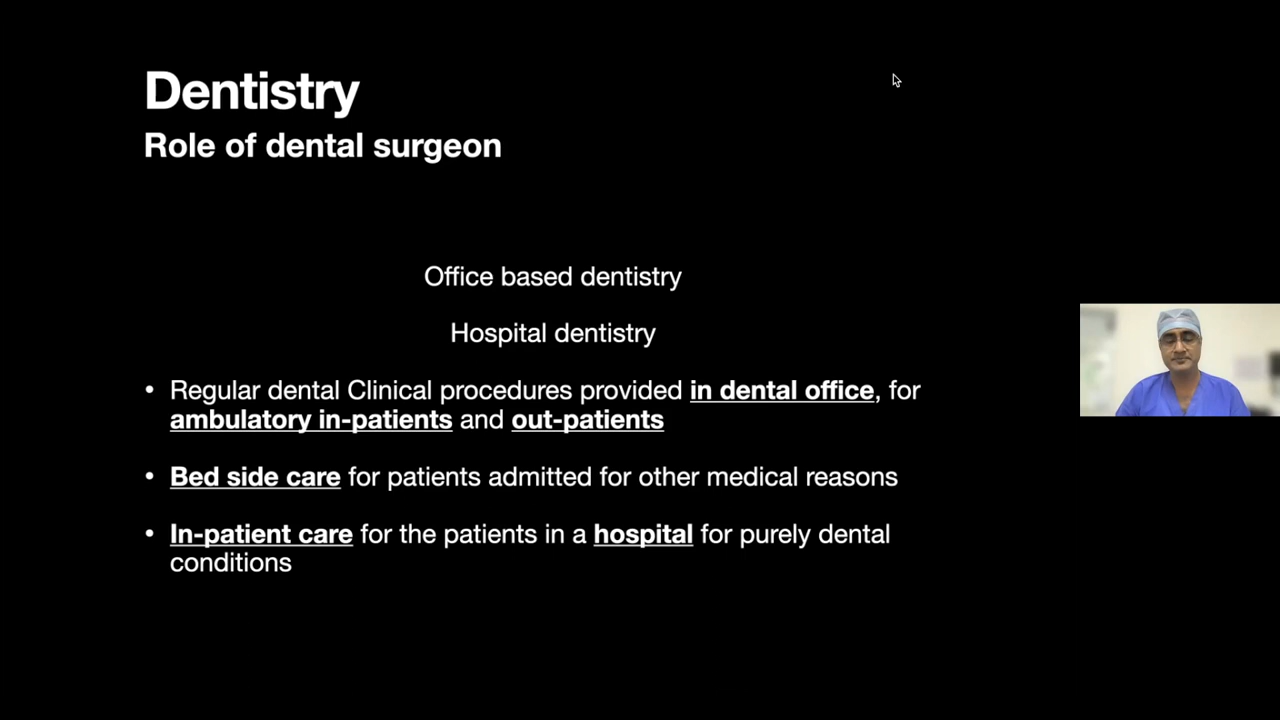 Dentistry
Role of dental surgeon
Office based dentistry
Hospital dentistry
• Regular dental Clinical procedures provided in dental office, for
ambulatory in-patients and out-patients
• Bed side care for patients admitted for other medical reasons
• In-patient care for the patients in a hospital for purely dental
conditions